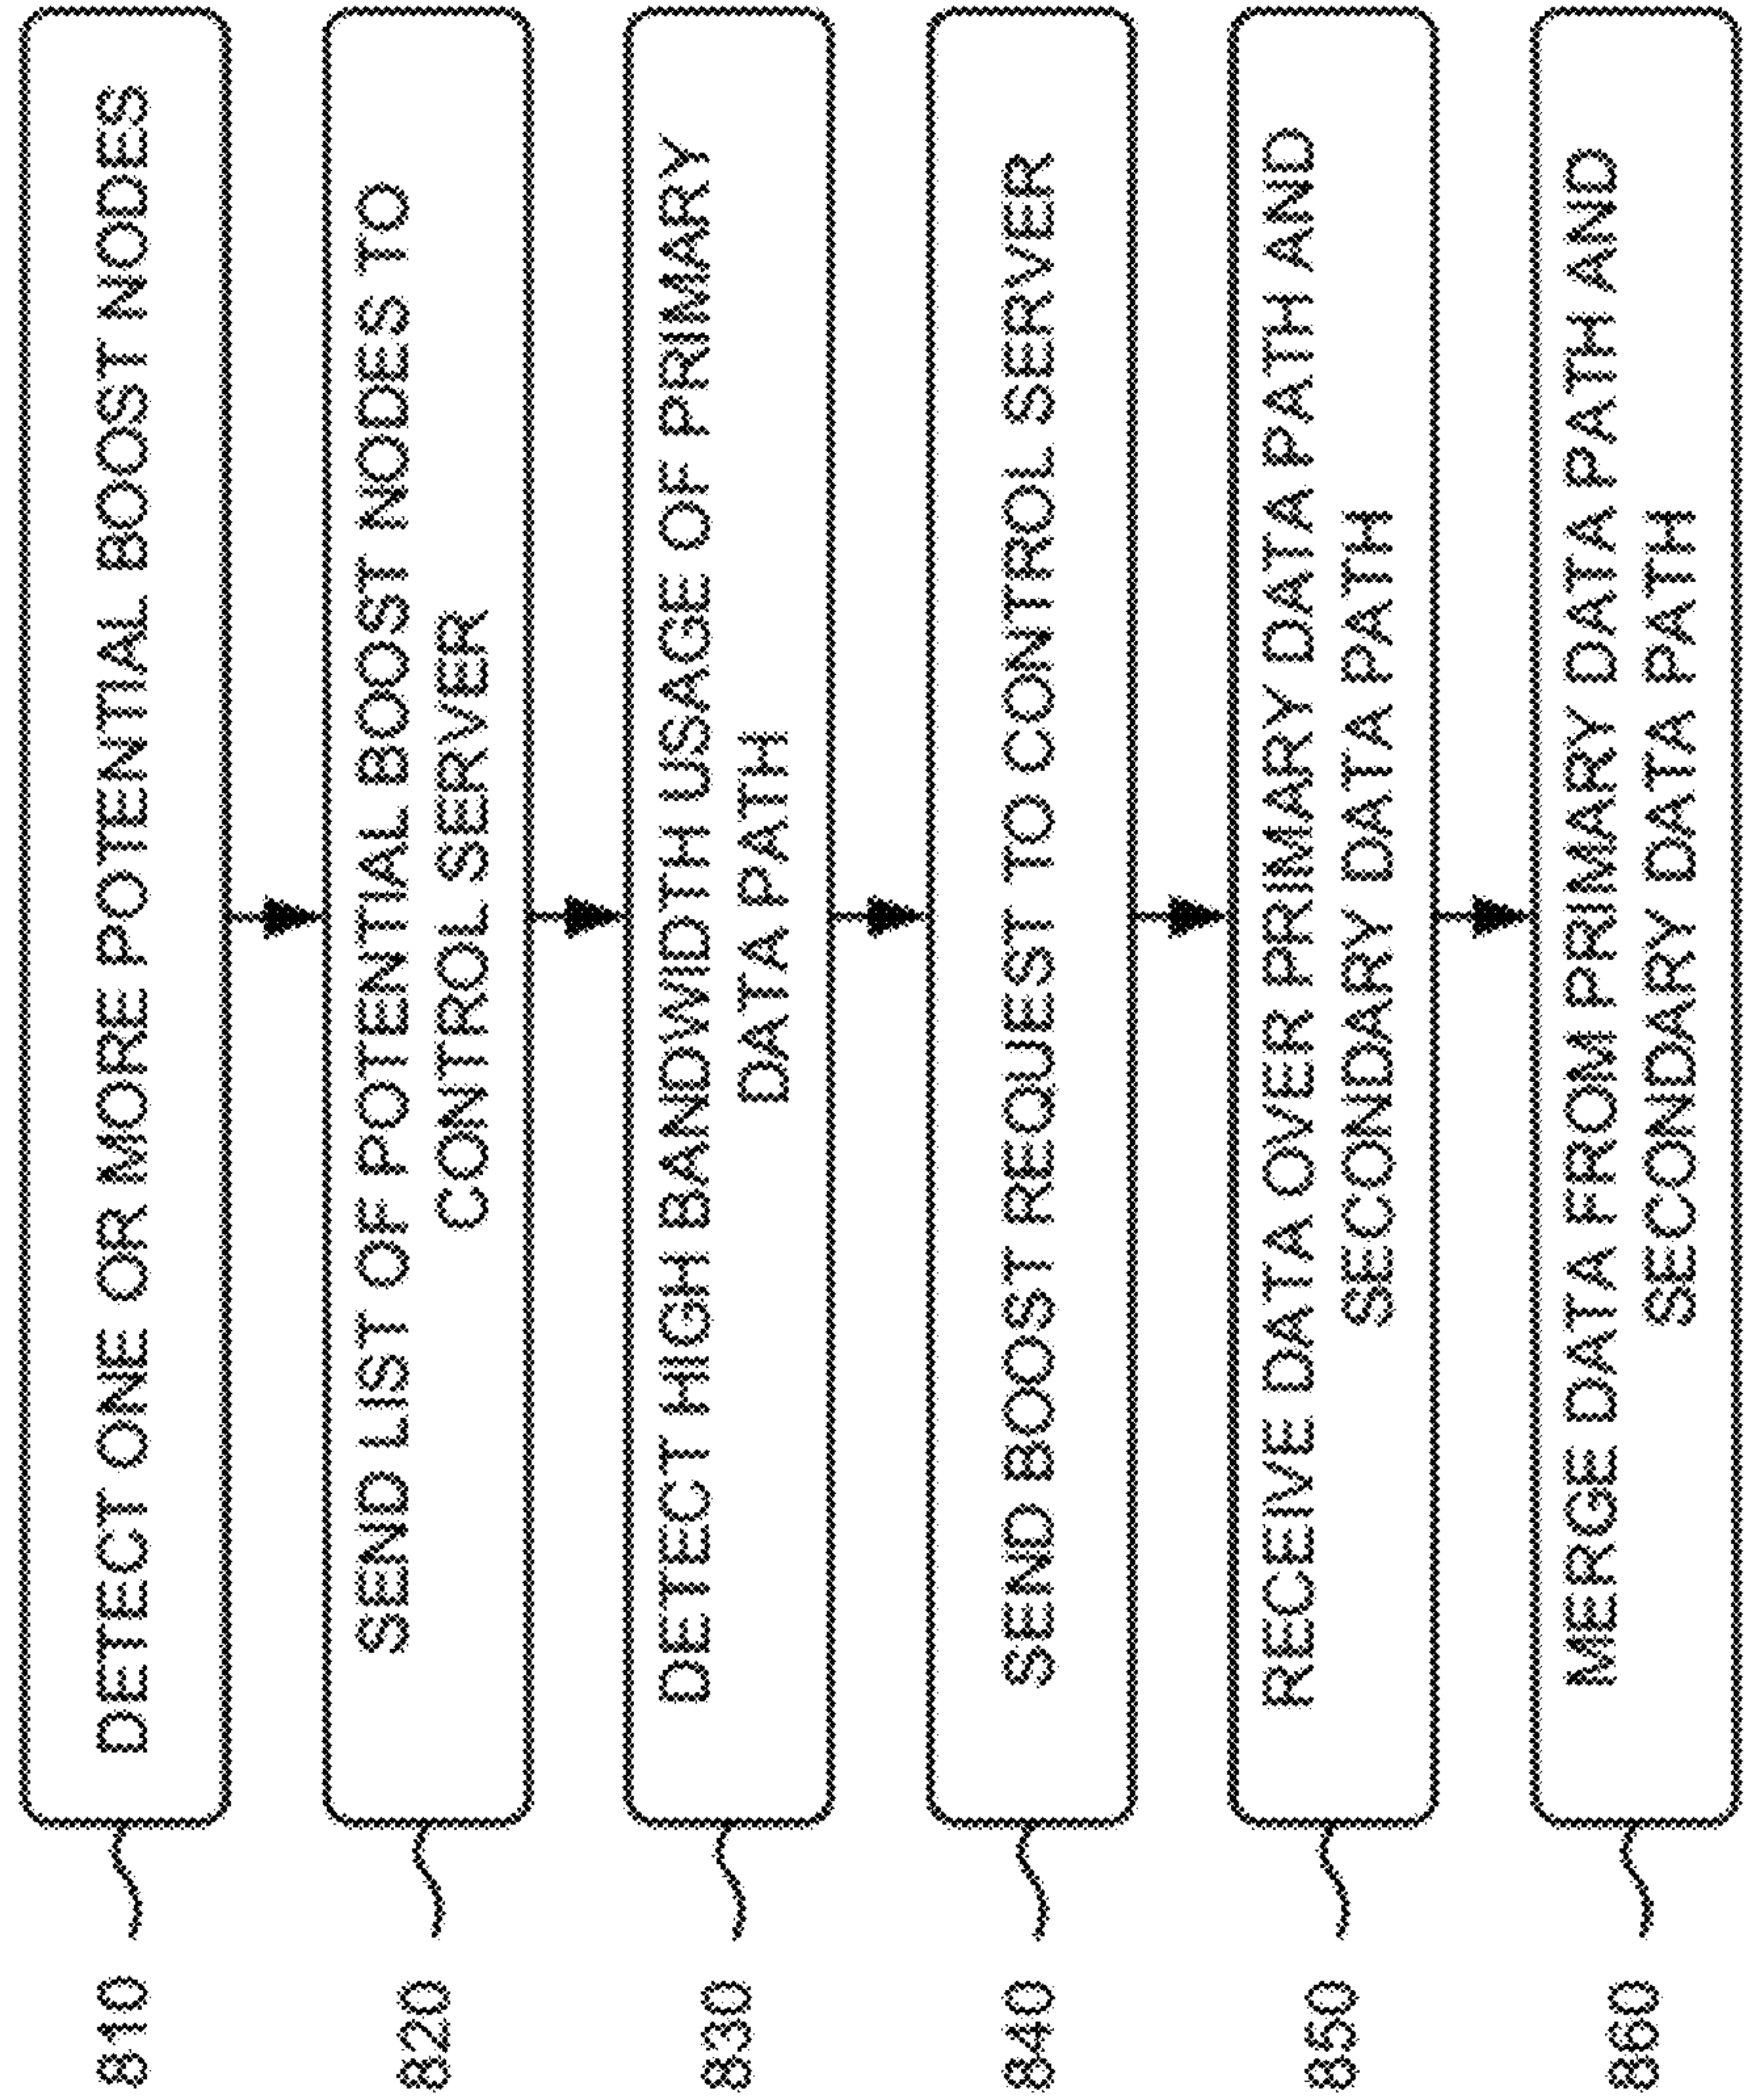 810
DETECT ONE OR MORE POTENTIAL BOOST NODES
820
SEND LIST OF POTENTIAL BOOST NODES TO
CONTROL SERVER
830
DETECT HIGH BANDWIDTH USAGE OF PRIMARY
DATA PATH
840
SEND BOOST REQUEST TO CONTROL SERVER
850
RECEIVE DATA OVER PRIMARY DATA PATH AND
SECONDARY DATA PATH
860
MERGE DATA FROM PRIMARY DATA PATH AND
SECONDARY DATA PATH